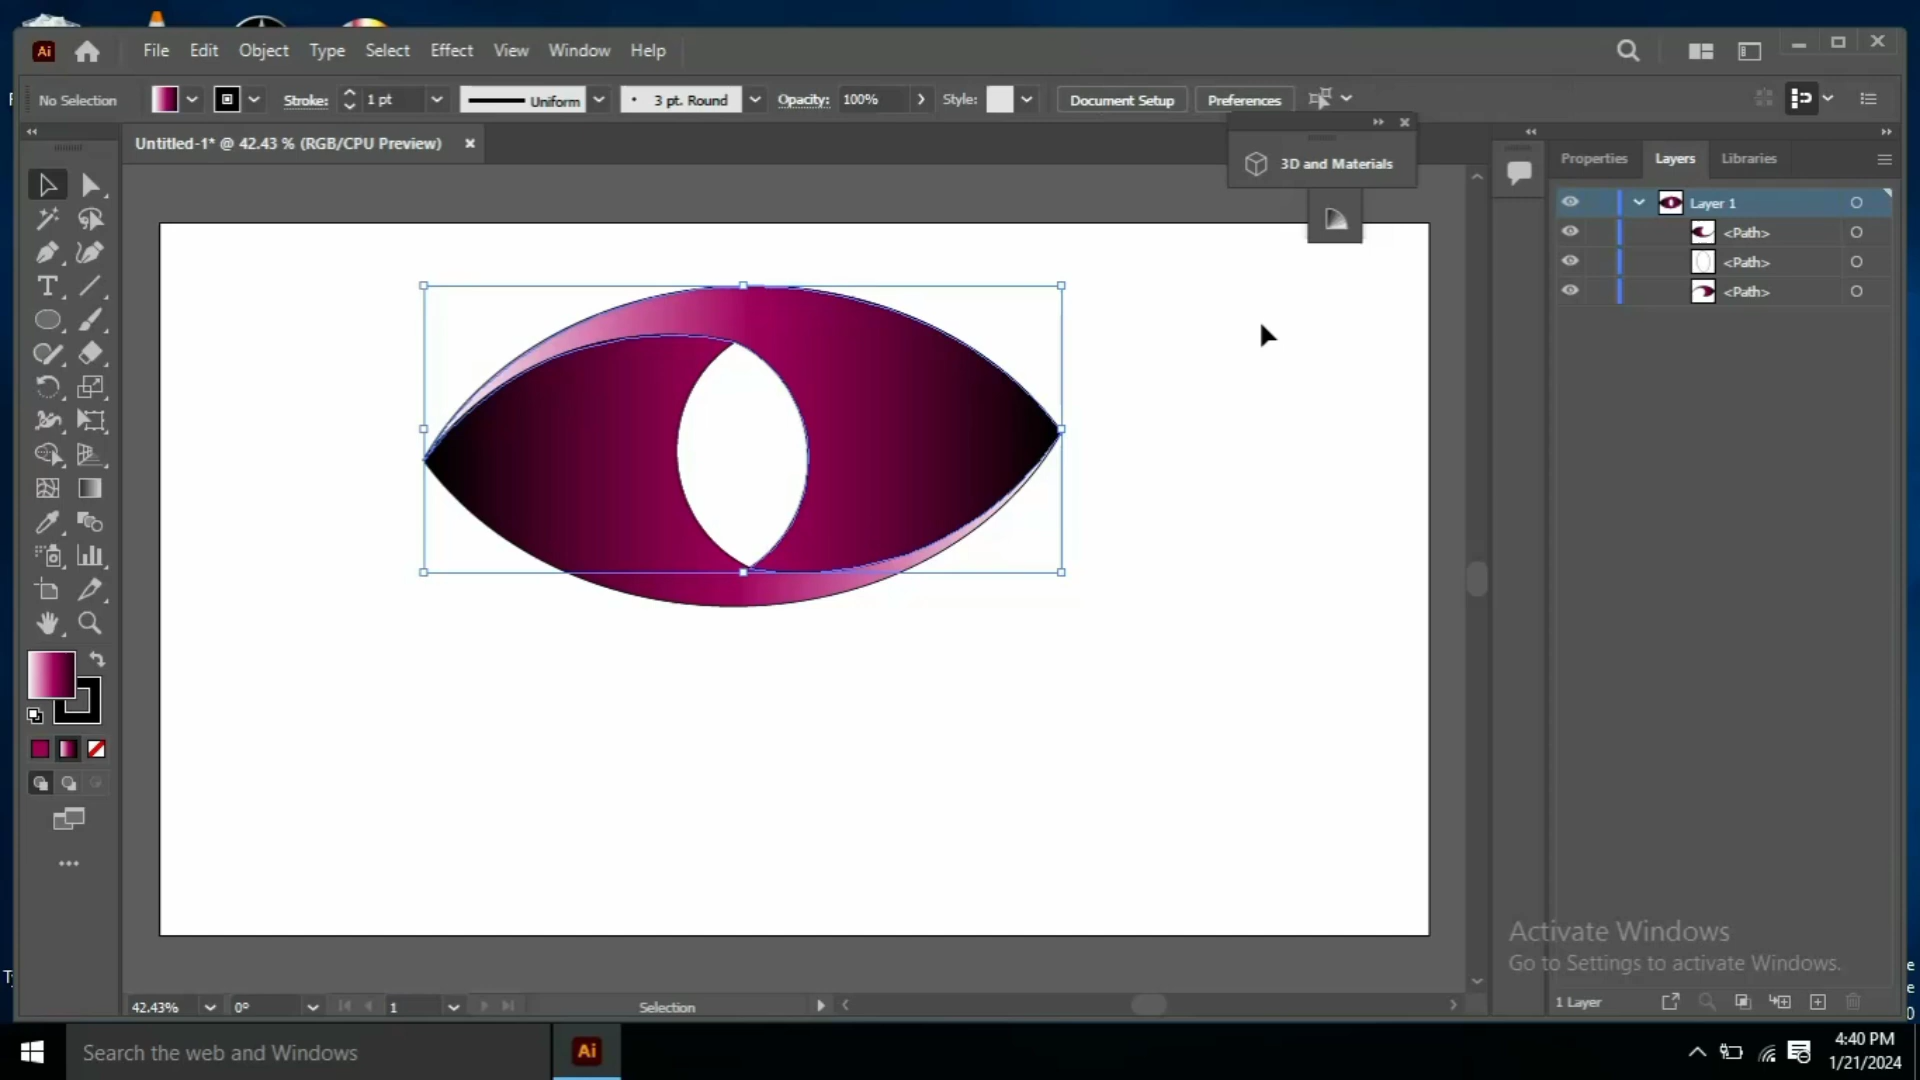 Ai File Edit Object Type Select Effect View Window Help
No Selection Stroke: 1 pt Uniform 3 pt. Round Opacity: 100% Style: Document Setup Preferences
Untitled-1* @ 42.43 % (RGB/CPU Preview)
3D and Materials
Properties Layers Libraries
Layer 1
<Path>
<Path>
<Path>
Activate Windows
Go to Settings to activate Windows.
42.43% 0° 1 Selection
1 Layer
Search the web and Windows
Ai
4:40 PM
1/21/2024